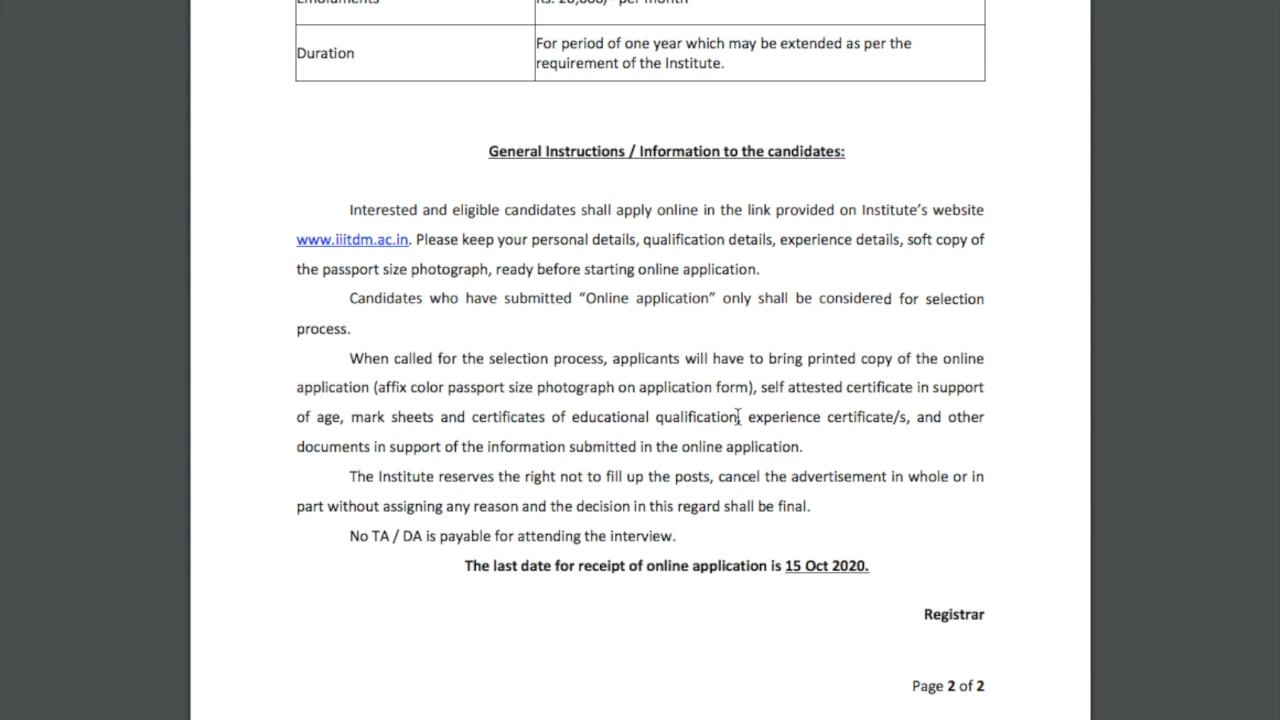 Emoluments
per month
Duration
For period of one year which may be extended as per the
requirement of the Institute.
General Instructions / Information to the candidates:
Interested and eligible candidates shall apply online in the link provided on Institute's website
www.iiitdm.ac.in. Please keep your personal details, qualification details, experience details, soft copy of
the passport size photograph, ready before starting online application.
Candidates who have submitted “Online application” only shall be considered for selection
process.
When called for the selection process, applicants will have to bring printed copy of the online
application (affix color passport size photograph on application form), self attested certificate in support
of age, mark sheets and certificates of educational qualification, experience certificate/s, and other
documents in support of the information submitted in the online application.
The Institute reserves the right not to fill up the posts, cancel the advertisement in whole or in
part without assigning any reason and the decision in this regard shall be final.
No TA / DA is payable for attending the interview.
The last date for receipt of online application is 15 Oct 2020.
Registrar
Page 2 of 2